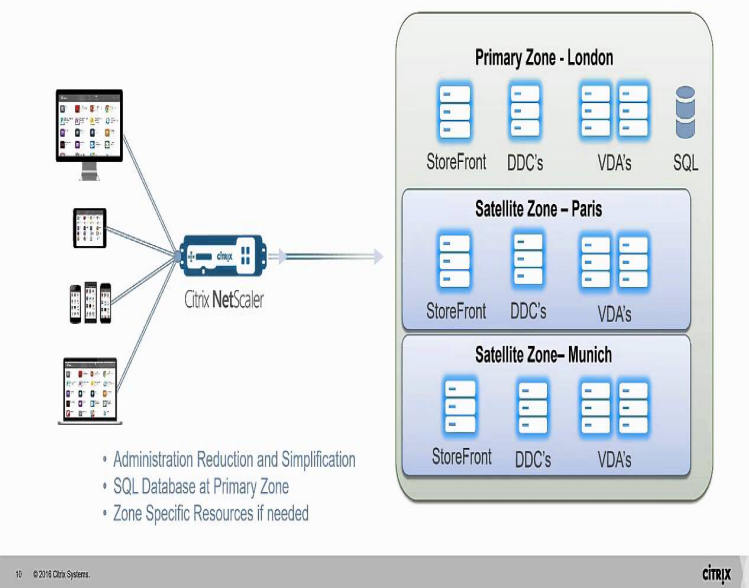 Primary Zone - London
StoreFront
DDC's
VDA's
SQL
Satellite Zone – Paris
StoreFront
DDC's
VDA's
Satellite Zone– Munich
StoreFront
DDC's
VDA's
citrix
Citrix NetScaler
• Administration Reduction and Simplification
• SQL Database at Primary Zone
• Zone Specific Resources if needed
10 © 2016 Citrix Systems.
CITRIX